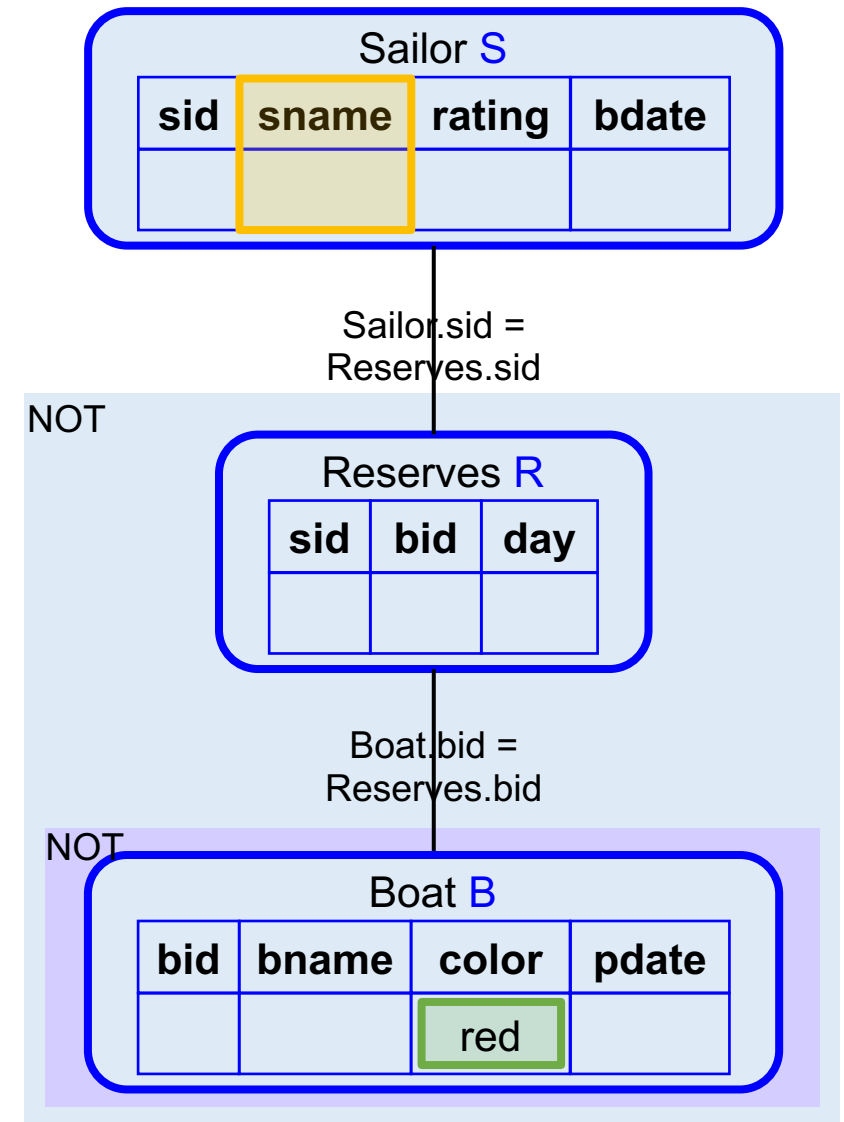 Sailor S
sid sname rating bdate
Sailor.sid =
Reserves.sid
NOT
Reserves R
sid bid day
Boat.bid =
Reserves.bid
NOT
Boat B
bid bname color pdate
red